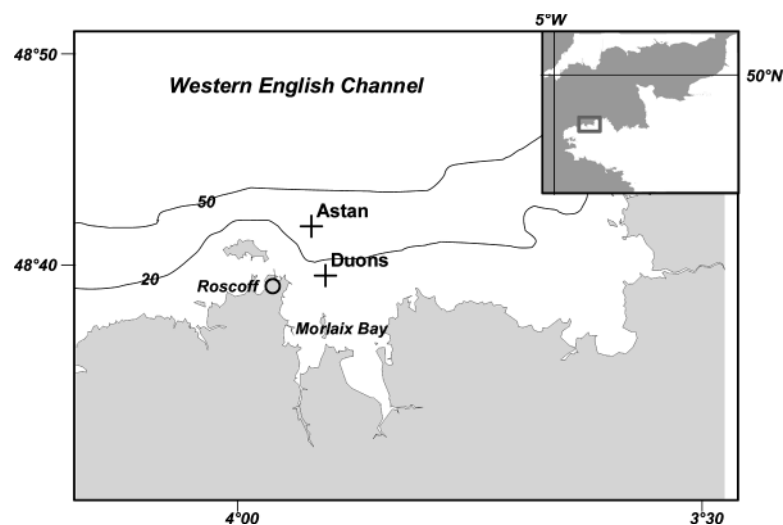 5°W
48°50
Western English Channel
50°N
50
Astan
48°40
Duons
20
Roscoff
Morlaix Bay
4°00
3°30